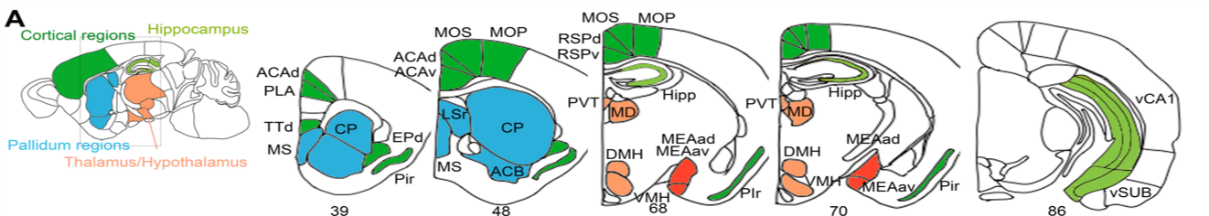 A
Cortical regions
Hippocampus
Pallidum regions
Thalamus/Hypothalamus
ACAd
PLA
TTd
MS
CP
EPd
Pir
39
MOS
MOP
ACAd
ACAv
LSr
CP
MS
ACB
48
MOS
MOP
RSPd
RSPv
Hipp
PVT
MD
MEAad
MEAav
DMH
VMH
PIr
68
Hipp
PVT
MD
MEAad
DMH
VMH
MEAav
Pir
70
vCA1
vSUB
86